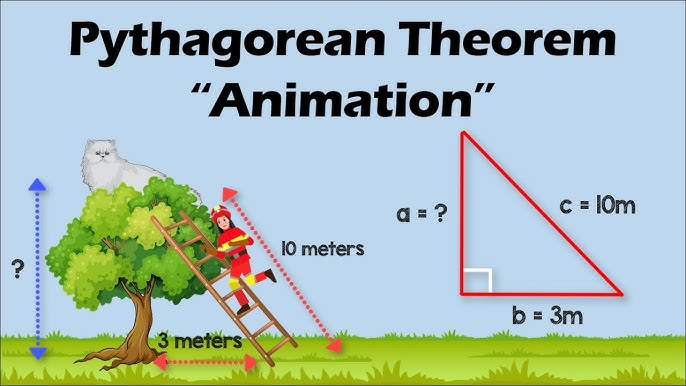 Pythagorean Theorem
“Animation”
?
10 meters
3 meters
a = ?
c = 10m
b = 3m